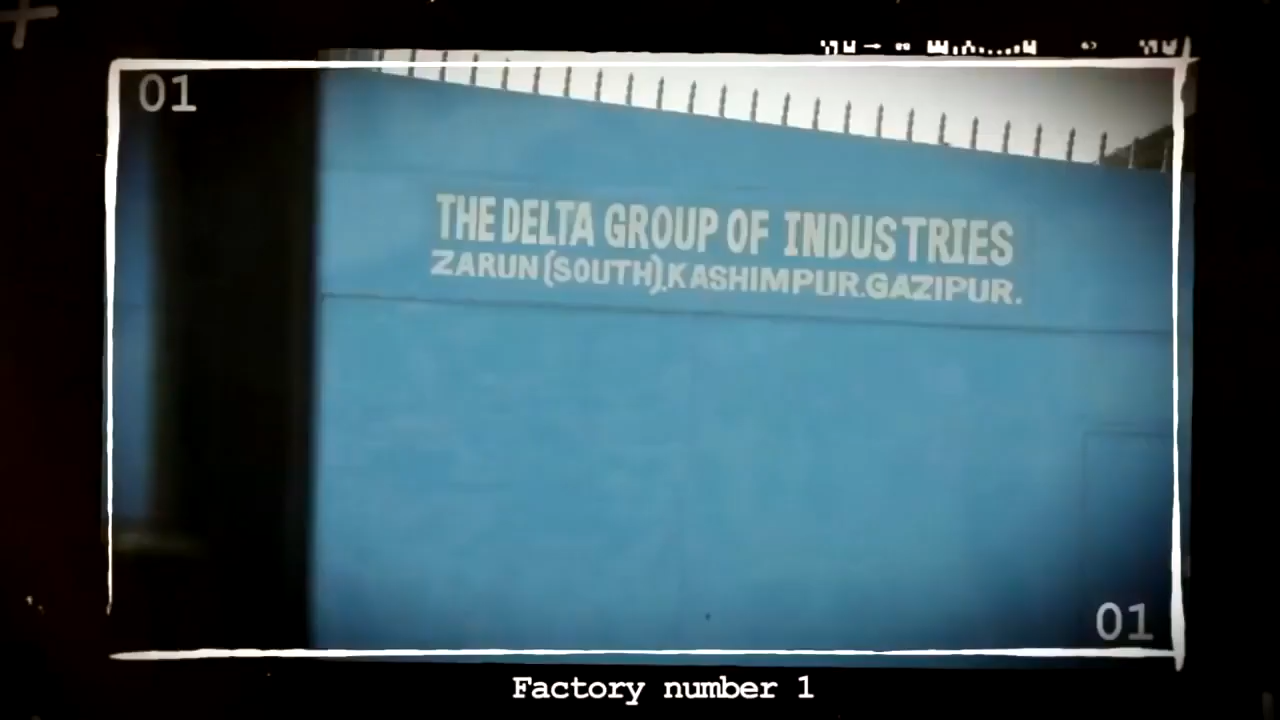 01
THE DELTA GROUP OF INDUSTRIES
ZARUN (SOUTH).KASHIMPUR.GAZIPUR.
01
Factory number 1